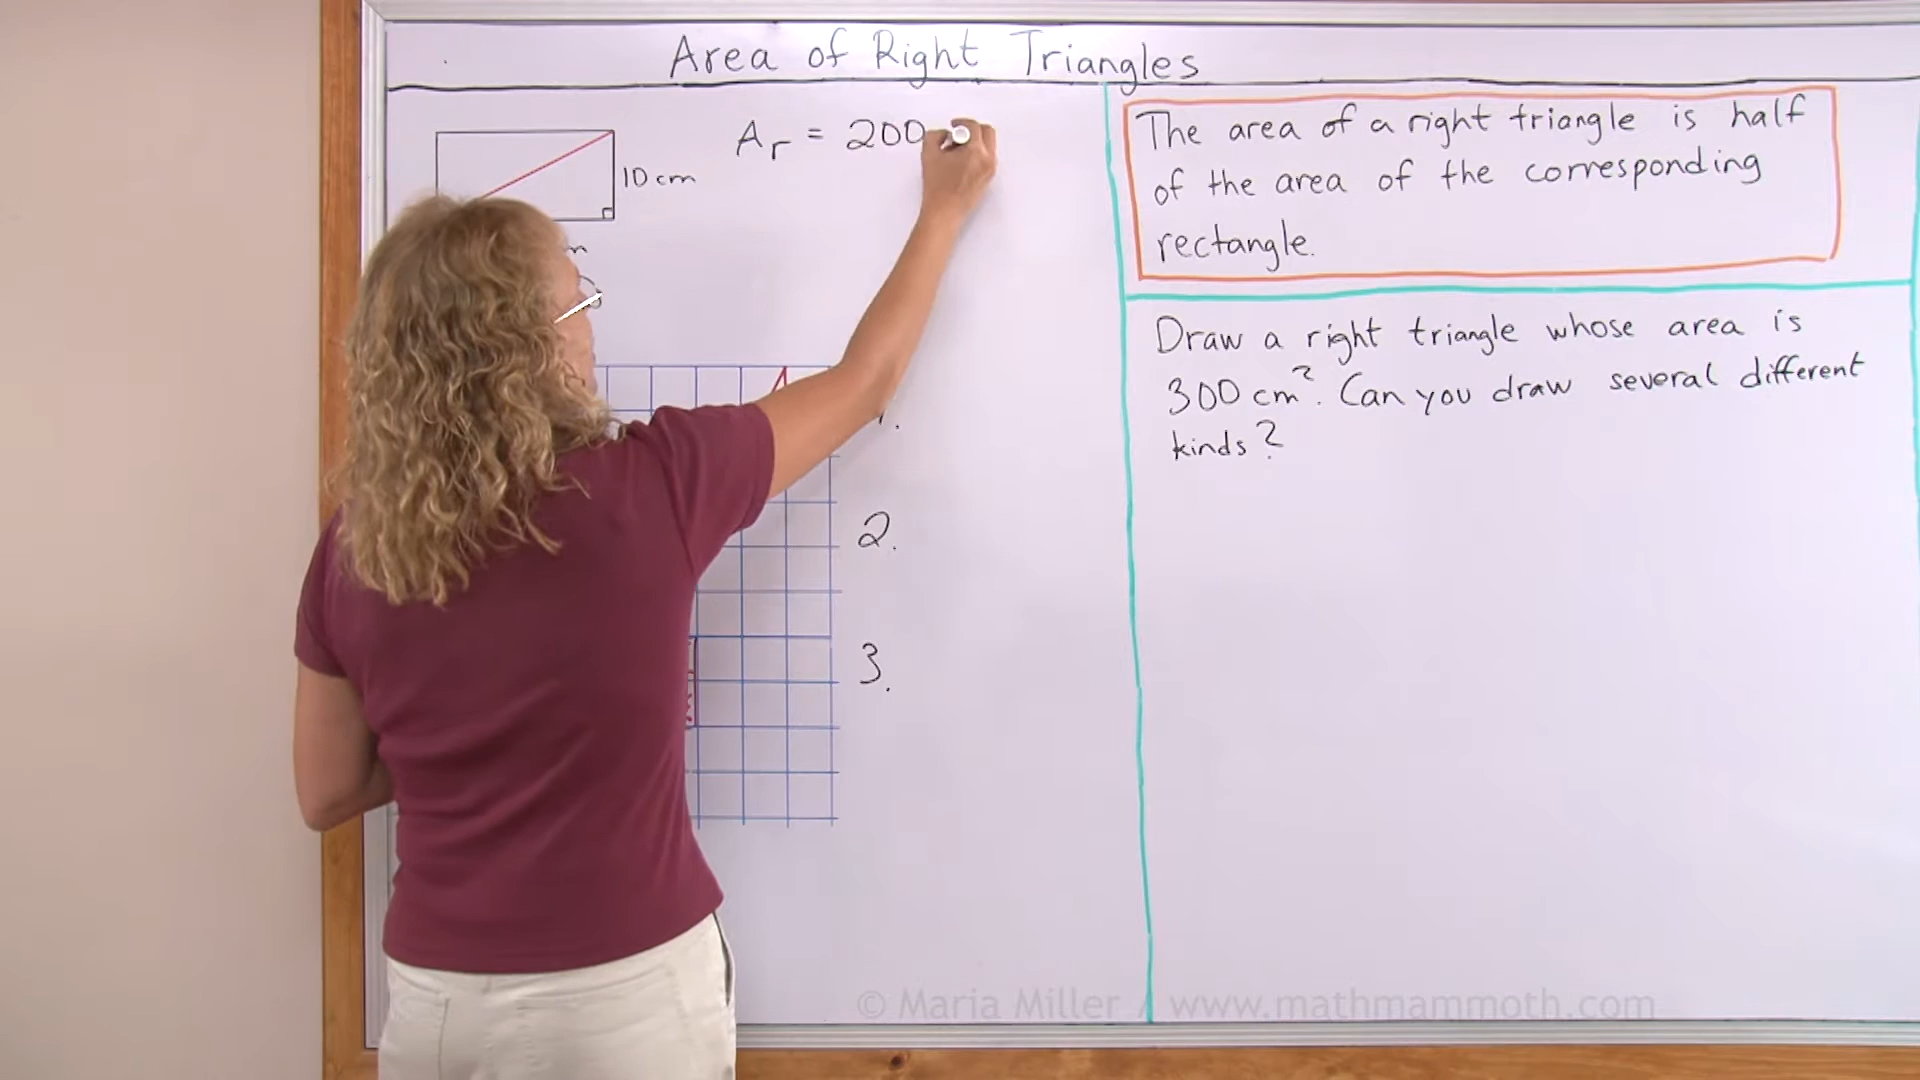 Area of Right Triangles
A_r = 200
10 cm
The area of a right triangle is half
of the area of the corresponding
rectangle.
Draw a right triangle whose area is
300 cm². Can you draw several different
kinds?
2.
3.
© Maria Miller / www.mathmammoth.com